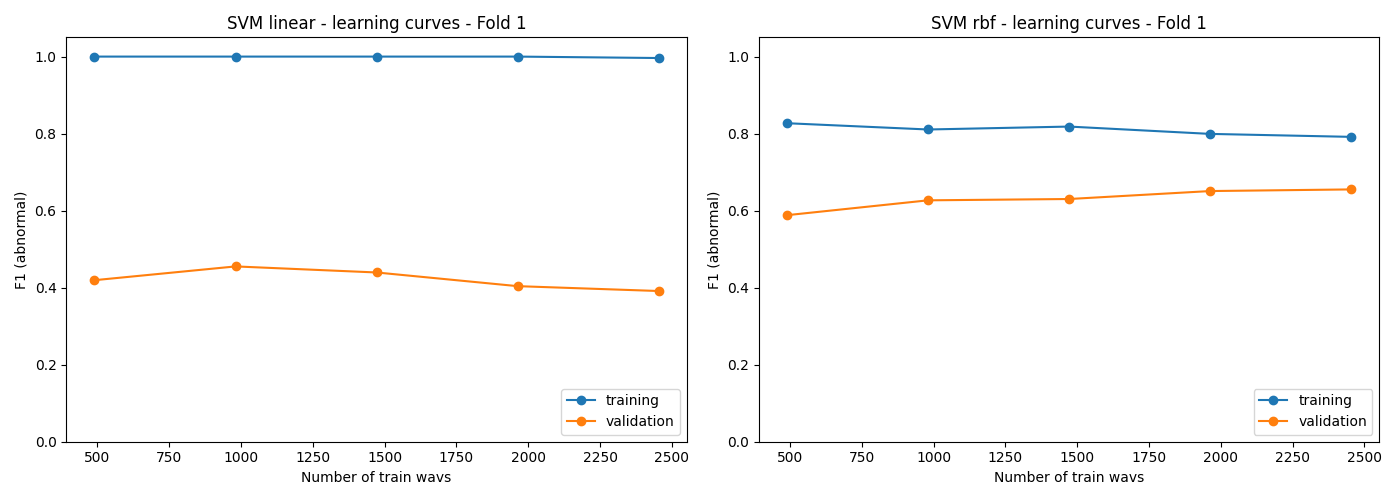 SVM linear - learning curves - Fold 1
F1 (abnormal)
1.0
0.8
0.6
0.4
0.2
0.0
500 750 1000 1250 1500 1750 2000 2250 2500
Number of train wavs
training
validation
SVM rbf - learning curves - Fold 1
F1 (abnormal)
1.0
0.8
0.6
0.4
0.2
0.0
500 750 1000 1250 1500 1750 2000 2250 2500
Number of train wavs
training
validation